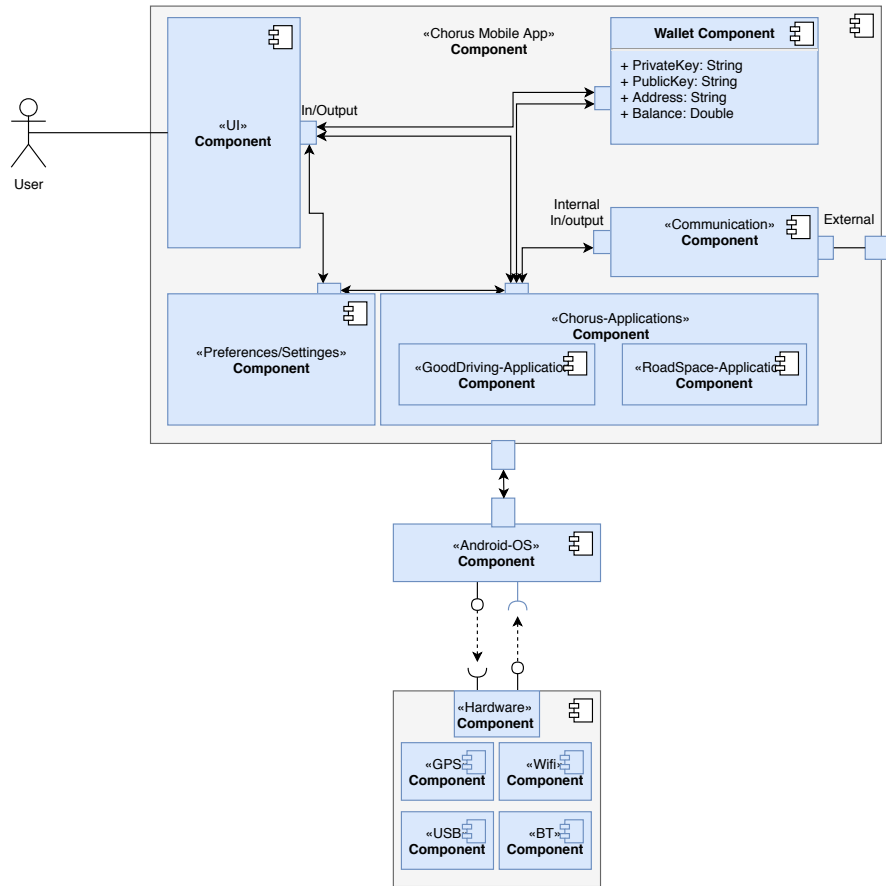 «Chorus Mobile App»
Component
Wallet Component
+ PrivateKey: String
+ PublicKey: String
+ Address: String
+ Balance: Double
In/Output
«UI»
Component
User
Internal
In/output
«Communication»
Component
External
«Preferences/Settinges»
Component
«Chorus-Applications»
Component
«GoodDriving-Applicatio
Component
«RoadSpace-Applicatio
Component
«Android-OS»
Component
«Hardware»
Component
«GPS»
Component
«Wifi»
Component
«USB»
Component
«BT»
Component